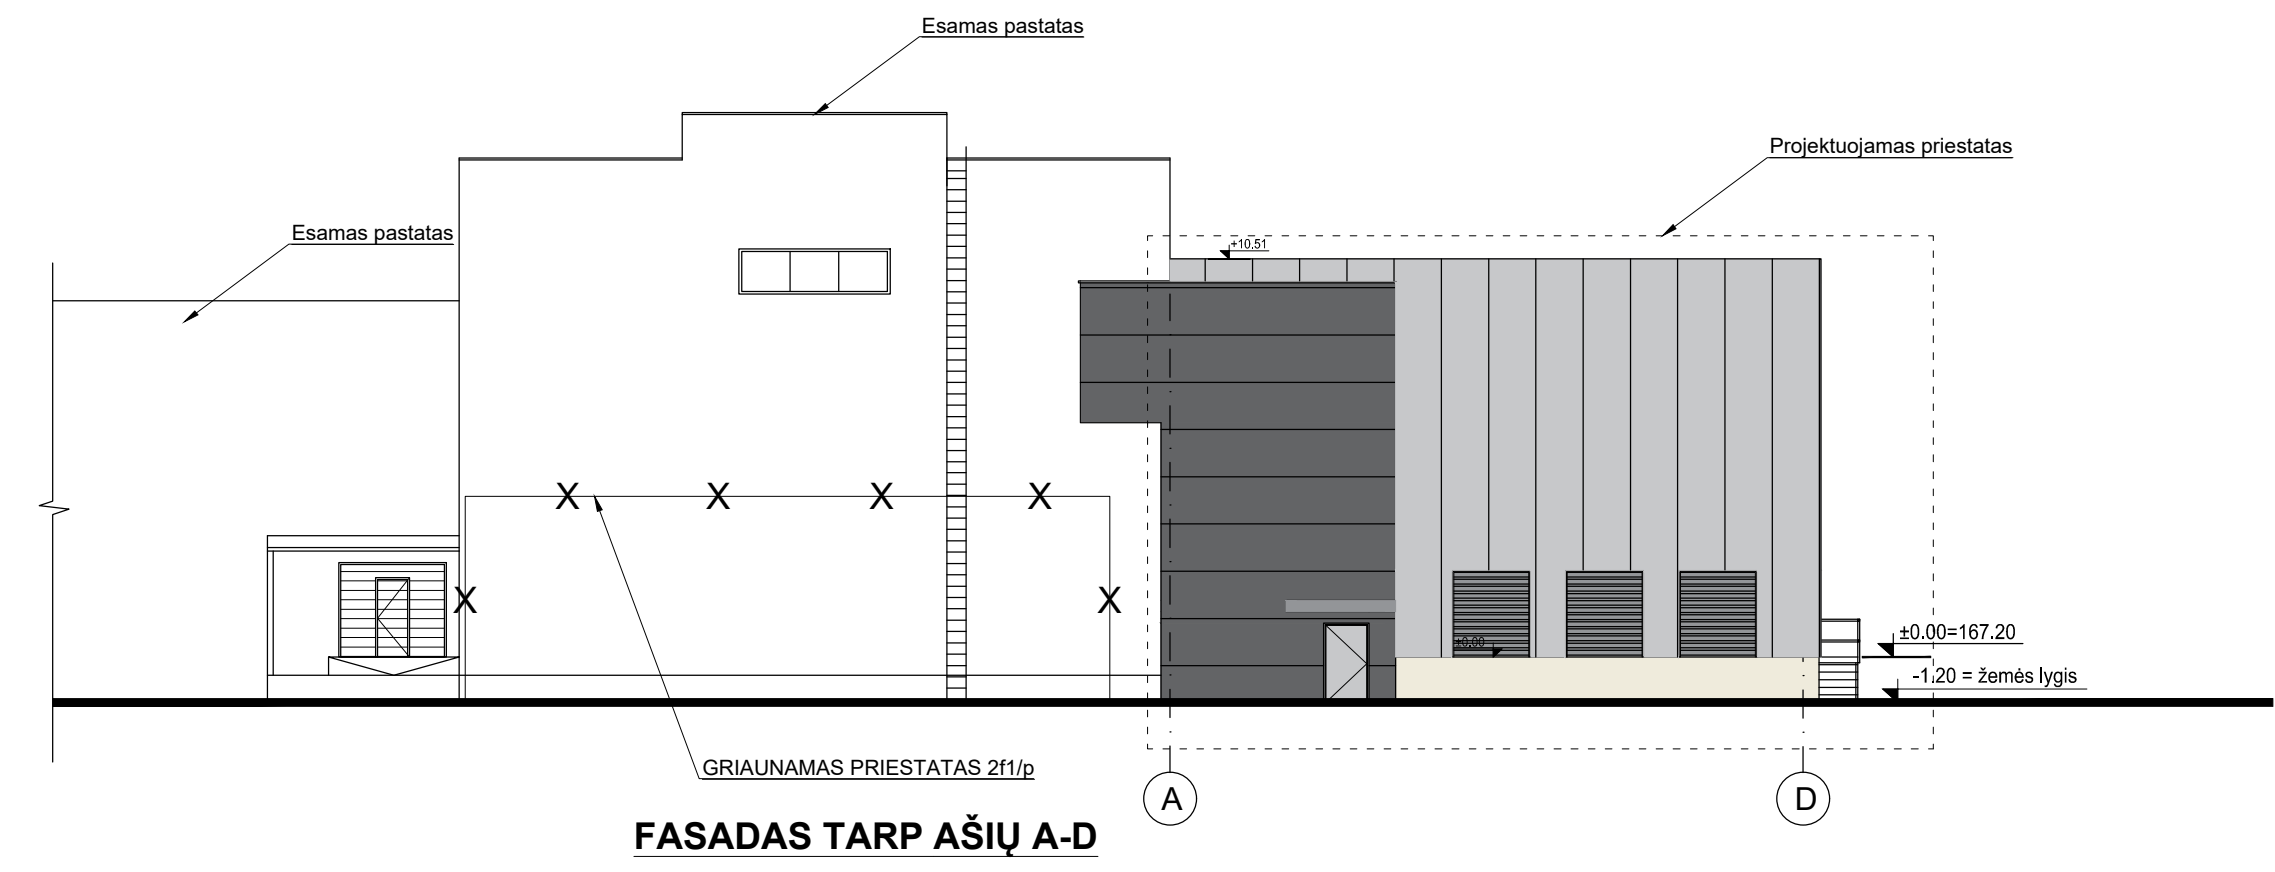 Esamas pastatas
Projektuojamas priestatas
Esamas pastatas
+10.51
X X X X
X X
±0.00
±0.00=167.20
-1.20 = žemės lygis
GRIAUNAMAS PRIESTATAS 2f1/p
A D
FASADAS TARP AŠIŲ A-D